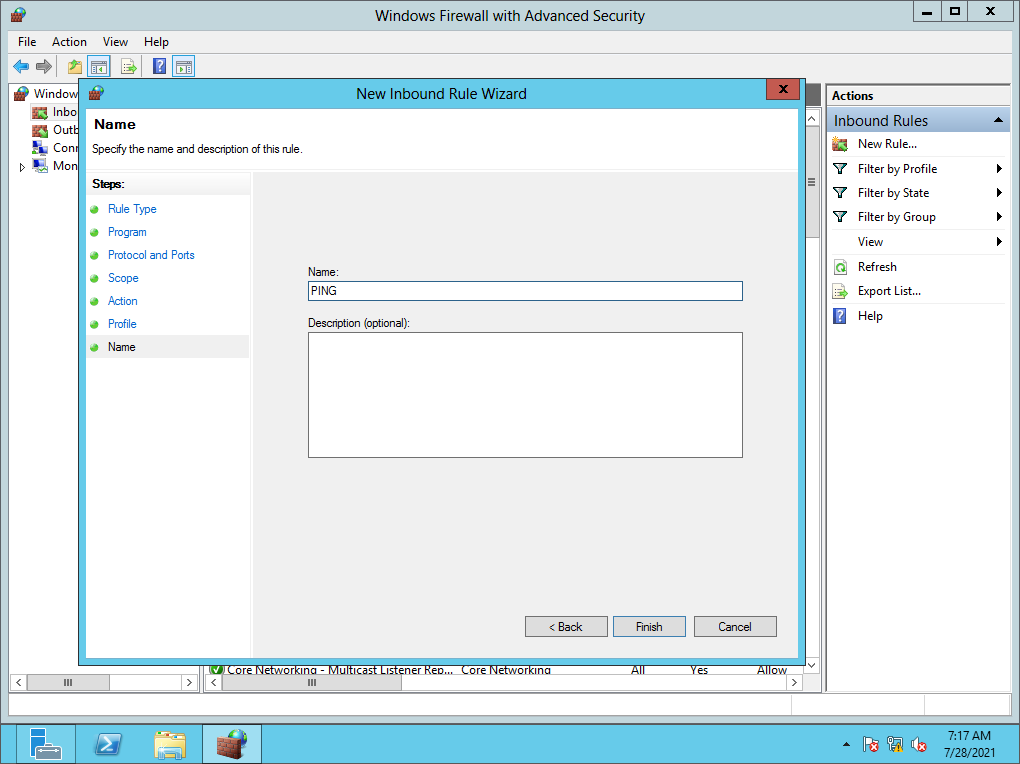 Windows Firewall with Advanced Security
File Action View Help
Window
Inbo
Outb
Conn
Mon
New Inbound Rule Wizard
Name
Specify the name and description of this rule.
Steps:
Rule Type
Program
Protocol and Ports
Scope
Action
Profile
Name
Name:
PING
Description (optional):
< Back Finish Cancel
Core Networking - Multicast Listener Rep... Core Networking All Yes Allow
Actions
Inbound Rules
New Rule...
Filter by Profile
Filter by State
Filter by Group
View
Refresh
Export List...
Help
7:17 AM
7/28/2021